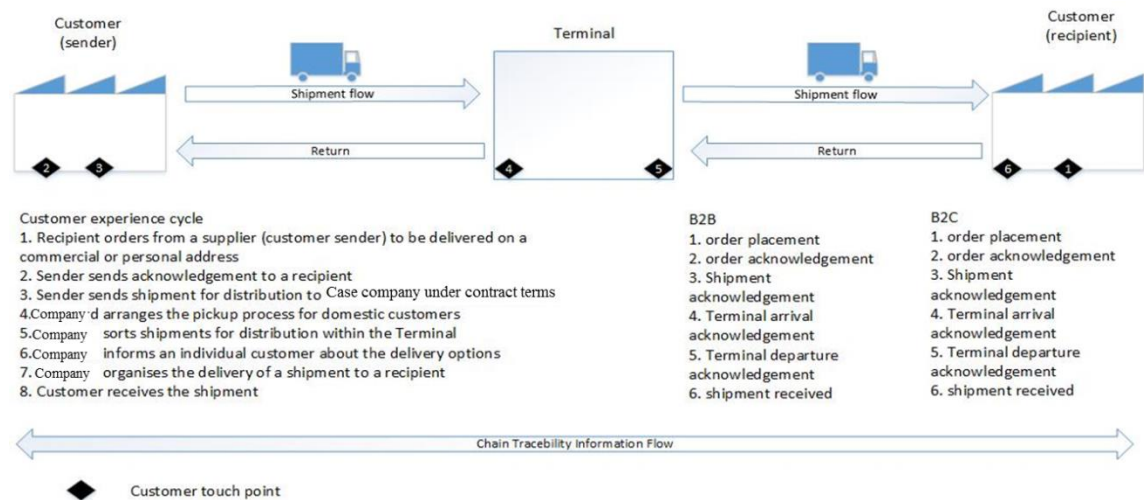 Customer
(sender)
Terminal
Customer
(recipient)
Shipment flow
Shipment flow
Return
Return
2
3
4
5
6
1
Customer experience cycle
1. Recipient orders from a supplier (customer sender) to be delivered on a
commercial or personal address
2. Sender sends acknowledgement to a recipient
3. Sender sends shipment for distribution to Case company under contract terms
4.Company d arranges the pickup process for domestic customers
5.Company sorts shipments for distribution within the Terminal
6.Company informs an individual customer about the delivery options
7. Company organises the delivery of a shipment to a recipient
8. Customer receives the shipment
B2B
1. order placement
2. order acknowledgement
3. Shipment
acknowledgement
4. Terminal arrival
acknowledgement
5. Terminal departure
acknowledgement
6. shipment received
B2C
1. order placement
2. order acknowledgement
3. Shipment
acknowledgement
4. Terminal arrival
acknowledgement
5. Terminal departure
acknowledgement
6. shipment received
Chain Tracebility Information Flow
Customer touch point